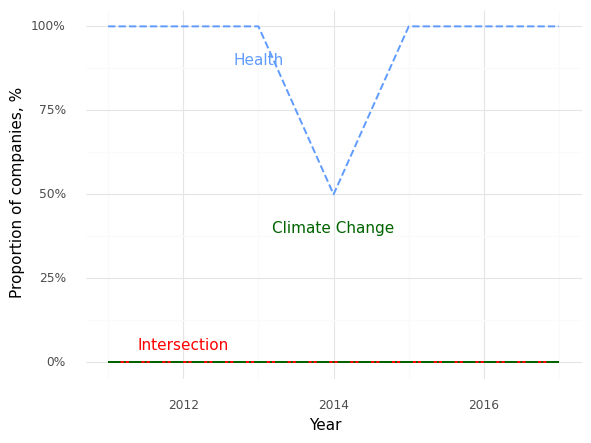 100%
Health
75%
50%
Climate Change
25%
Intersection
0%
2012 2014 2016
Year
Proportion of companies, %